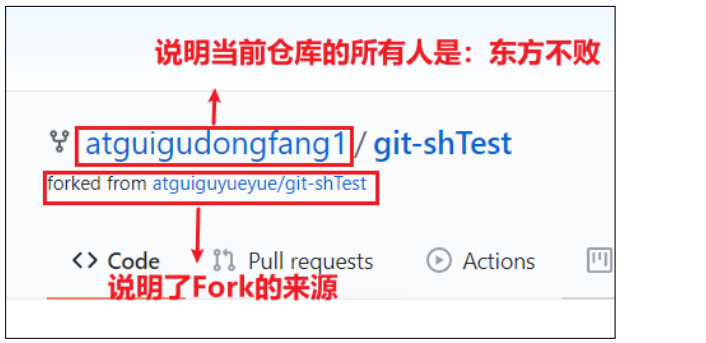 说明当前仓库的所有人是：东方不败
atguigudongfang1 / git-shTest
forked from atguiguyueyue/git-shTest
Code Pull requests Actions
说明了Fork的来源